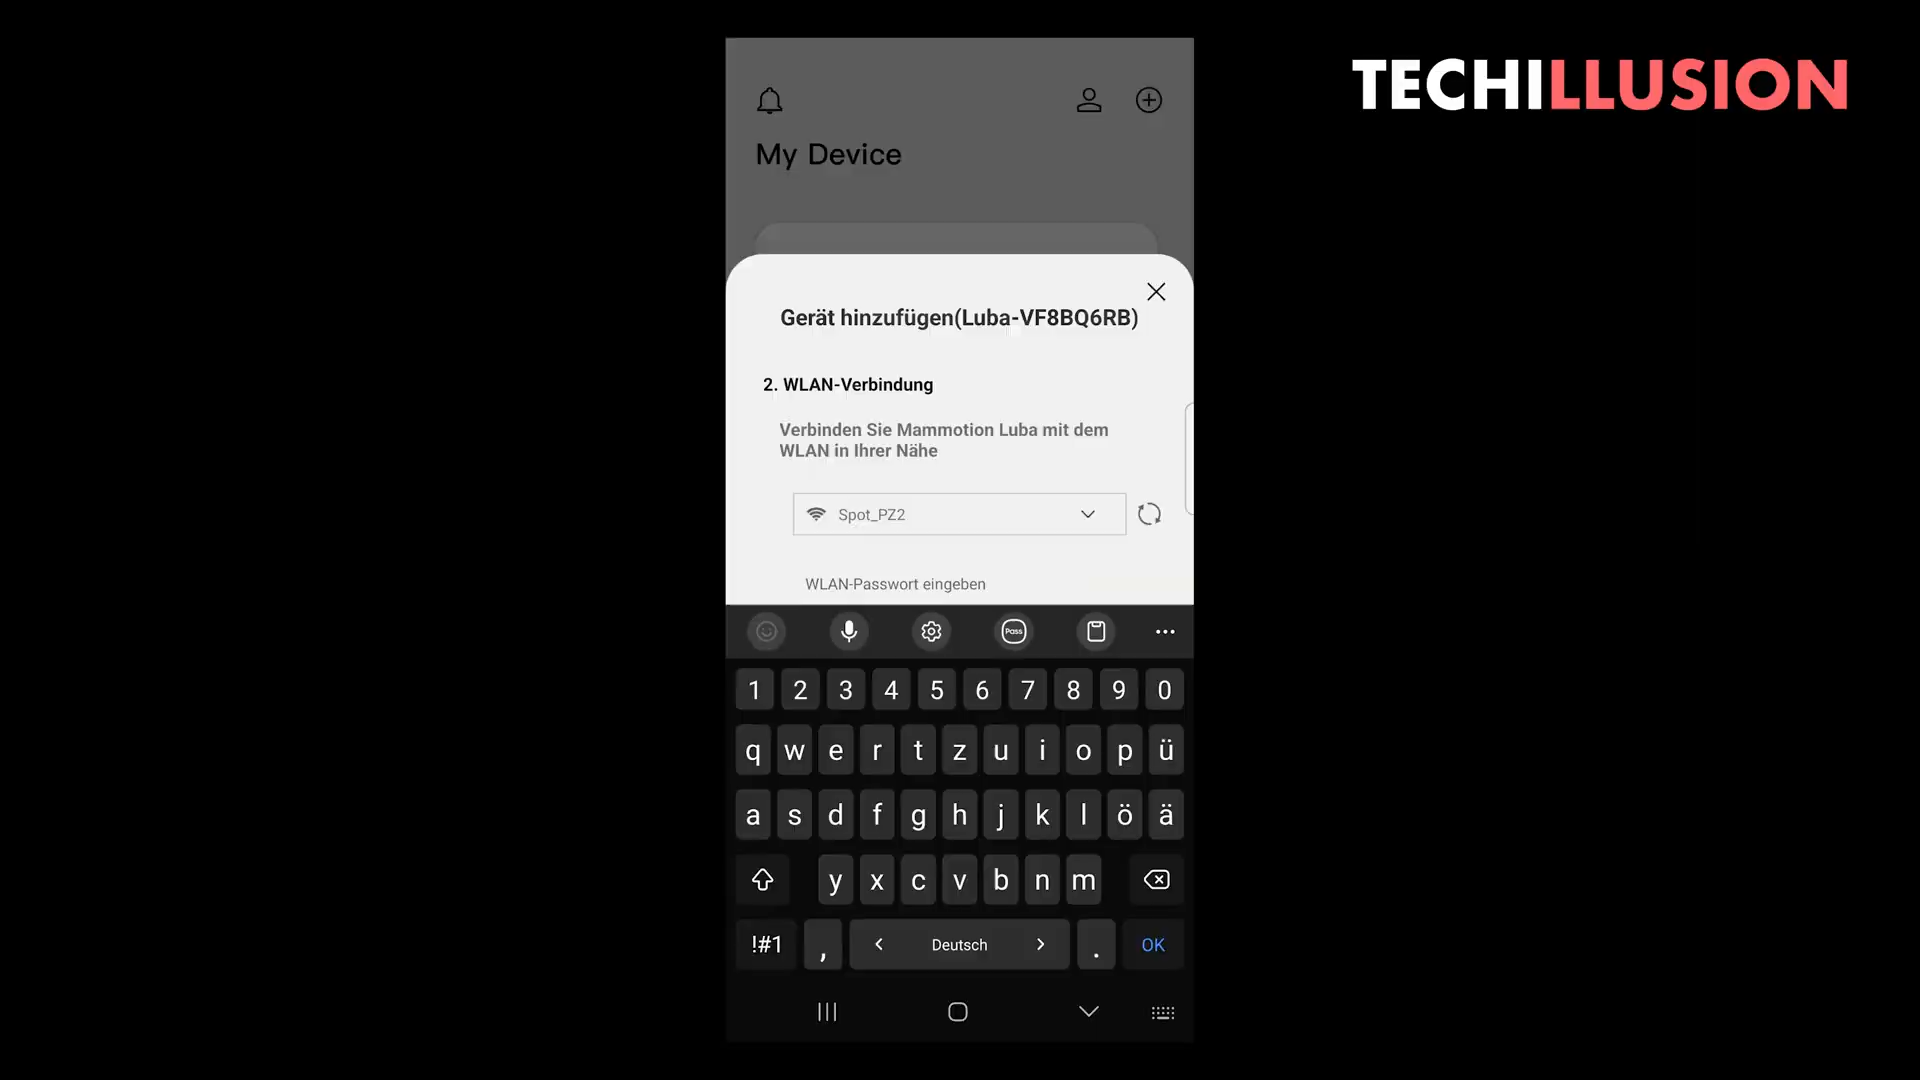 TECHILLUSION
My Device
Gerät hinzufügen(Luba-VF8BQ6RB)
2. WLAN-Verbindung
Verbinden Sie Mammotion Luba mit dem
WLAN in Ihrer Nähe
Spot_PZ2
WLAN-Passwort eingeben
Pass
1 2 3 4 5 6 7 8 9 0
q w e r t z u i o p ü
a s d f g h j k l ö ä
y x c v b n m
!#1 , < Deutsch > . OK